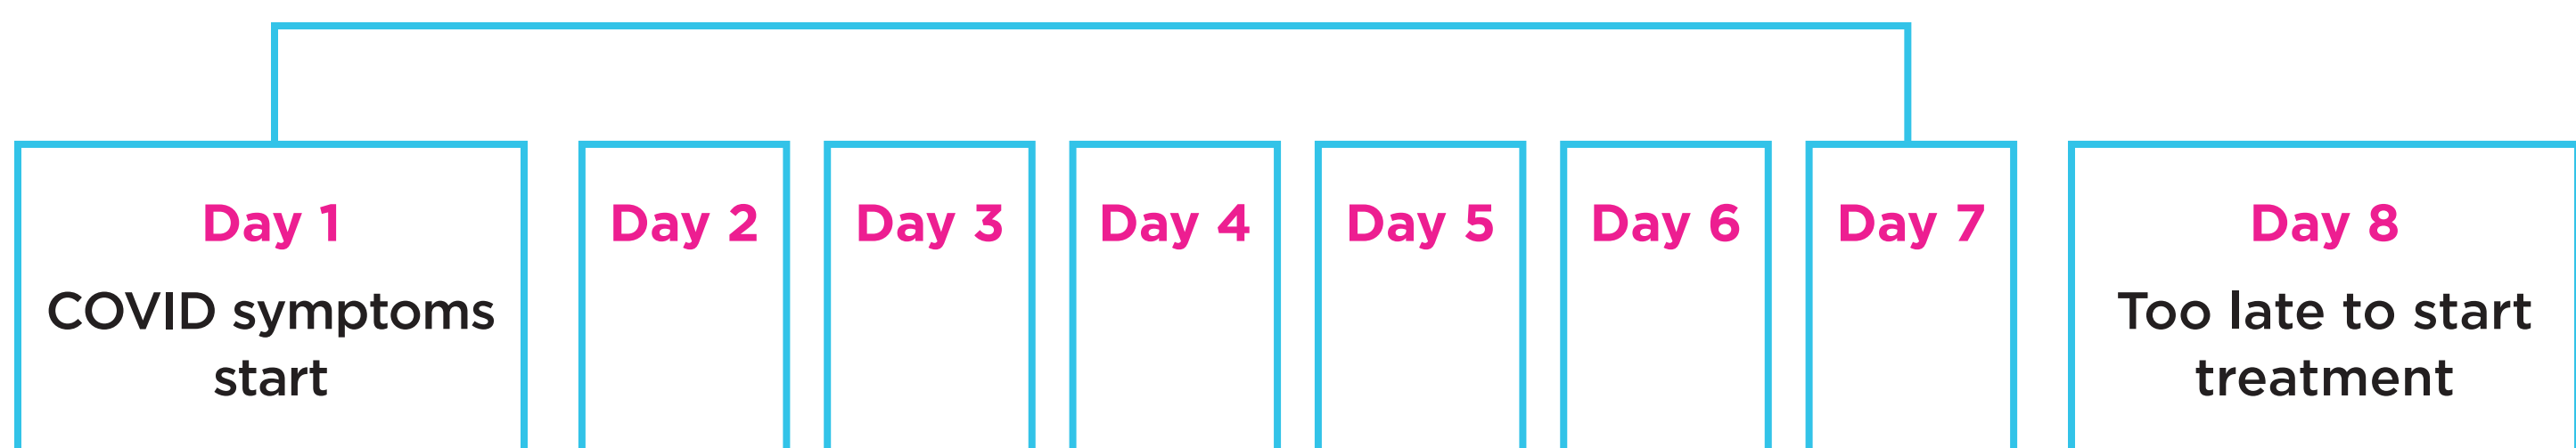 Day 1
COVID symptoms
start
Day 2
Day 3
Day 4
Day 5
Day 6
Day 7
Day 8
Too late to start
treatment